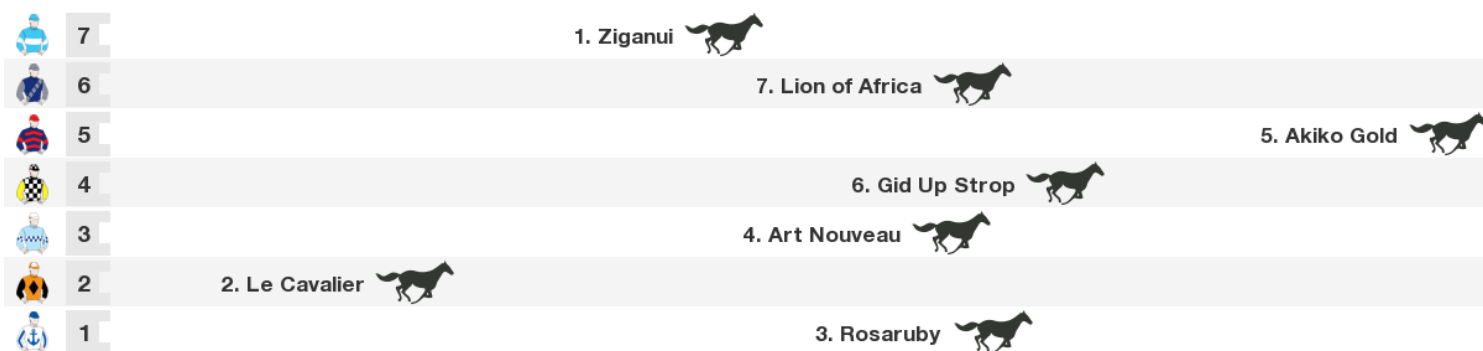 7 1. Ziganui
6 7. Lion of Africa
5 5. Akiko Gold
4 6. Gid Up Strop
3 4. Art Nouveau
2 2. Le Cavalier
1 3. Rosaruby